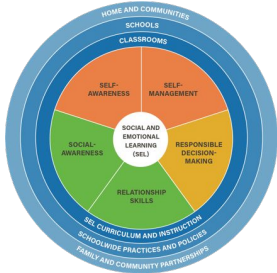 HOME AND COMMUNITIES
SCHOOLS
CLASSROOMS
SELF-
AWARENESS
SELF-
MANAGEMENT
SOCIAL AND
EMOTIONAL
LEARNING
(SEL)
SOCIAL-
AWARENESS
RESPONSIBLE
DECISION-
MAKING
RELATIONSHIP
SKILLS
SEL CURRICULUM AND INSTRUCTION
SCHOOLWIDE PRACTICES AND POLICIES
FAMILY AND COMMUNITY PARTNERSHIPS